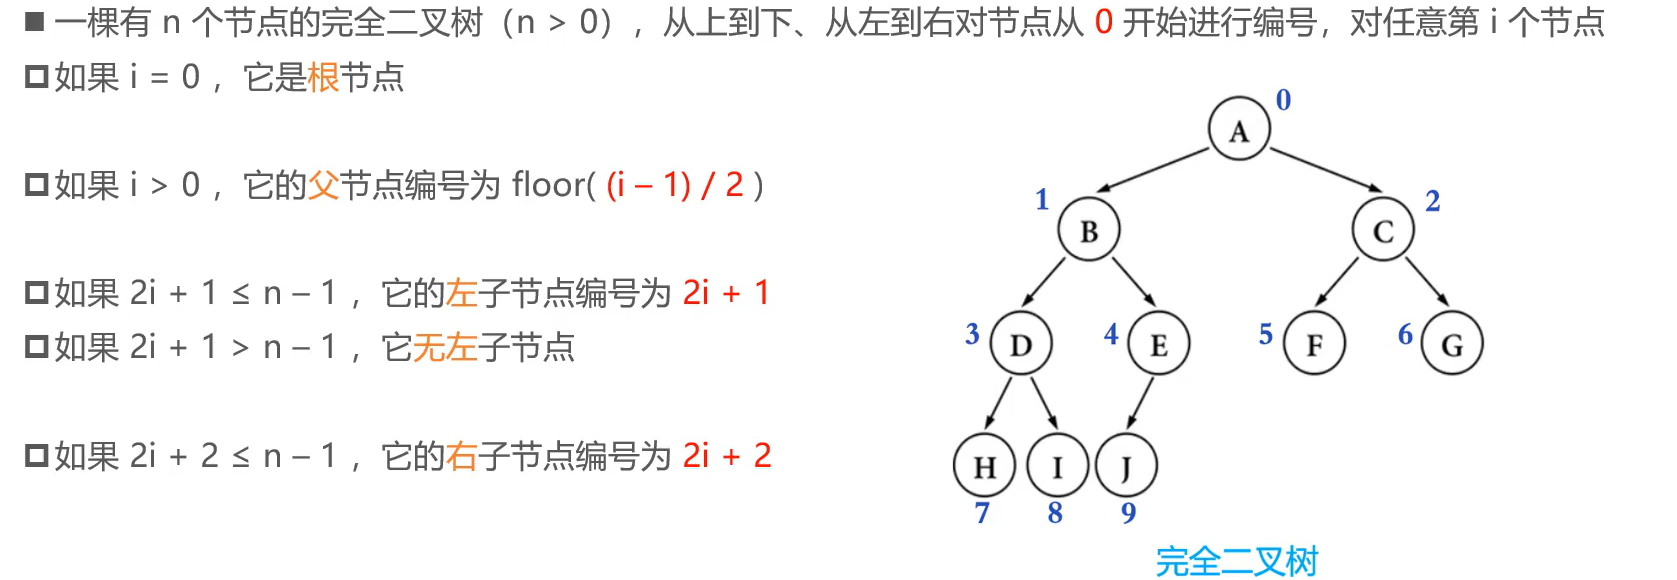 ■ 一棵有 n 个节点的完全二叉树（n > 0），从上到下、从左到右对节点从 0 开始进行编号，对任意第 i 个节点
如果 i = 0 ，它是根节点
如果 i > 0 ，它的父节点编号为 floor( (i – 1) / 2 )
如果 2i + 1 ≤ n – 1 ，它的左子节点编号为 2i + 1
如果 2i + 1 > n – 1 ，它无左子节点
如果 2i + 2 ≤ n – 1 ，它的右子节点编号为 2i + 2
0
A
1
2
B
C
3
4
5
6
D
E
F
G
H
I
J
7
8
9
完全二叉树